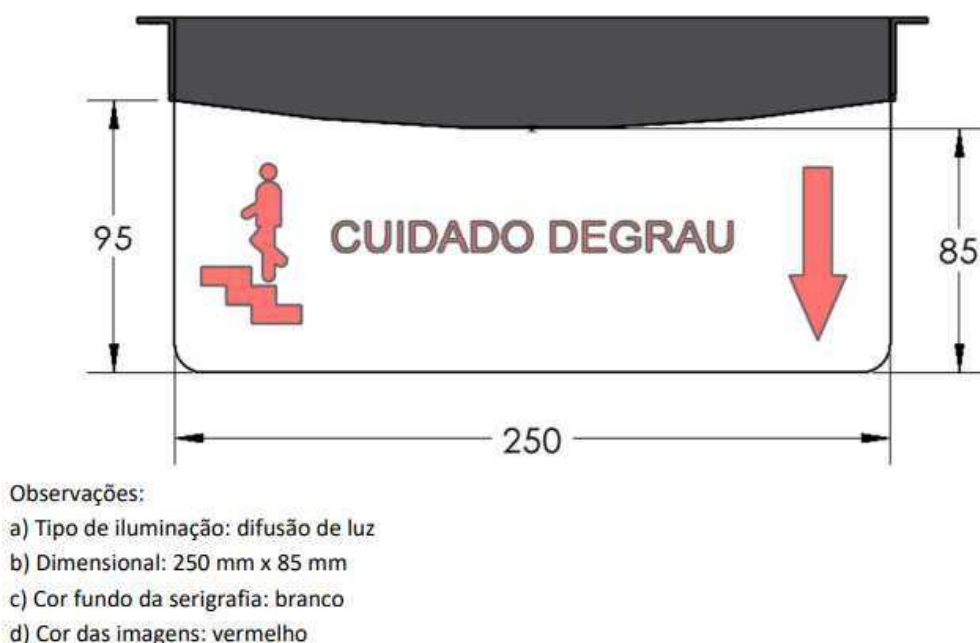 95
CUIDADO DEGRAU
85
250
Observações:
a) Tipo de iluminação: difusão de luz
b) Dimensional: 250 mm x 85 mm
c) Cor fundo da serigrafia: branco
d) Cor das imagens: vermelho